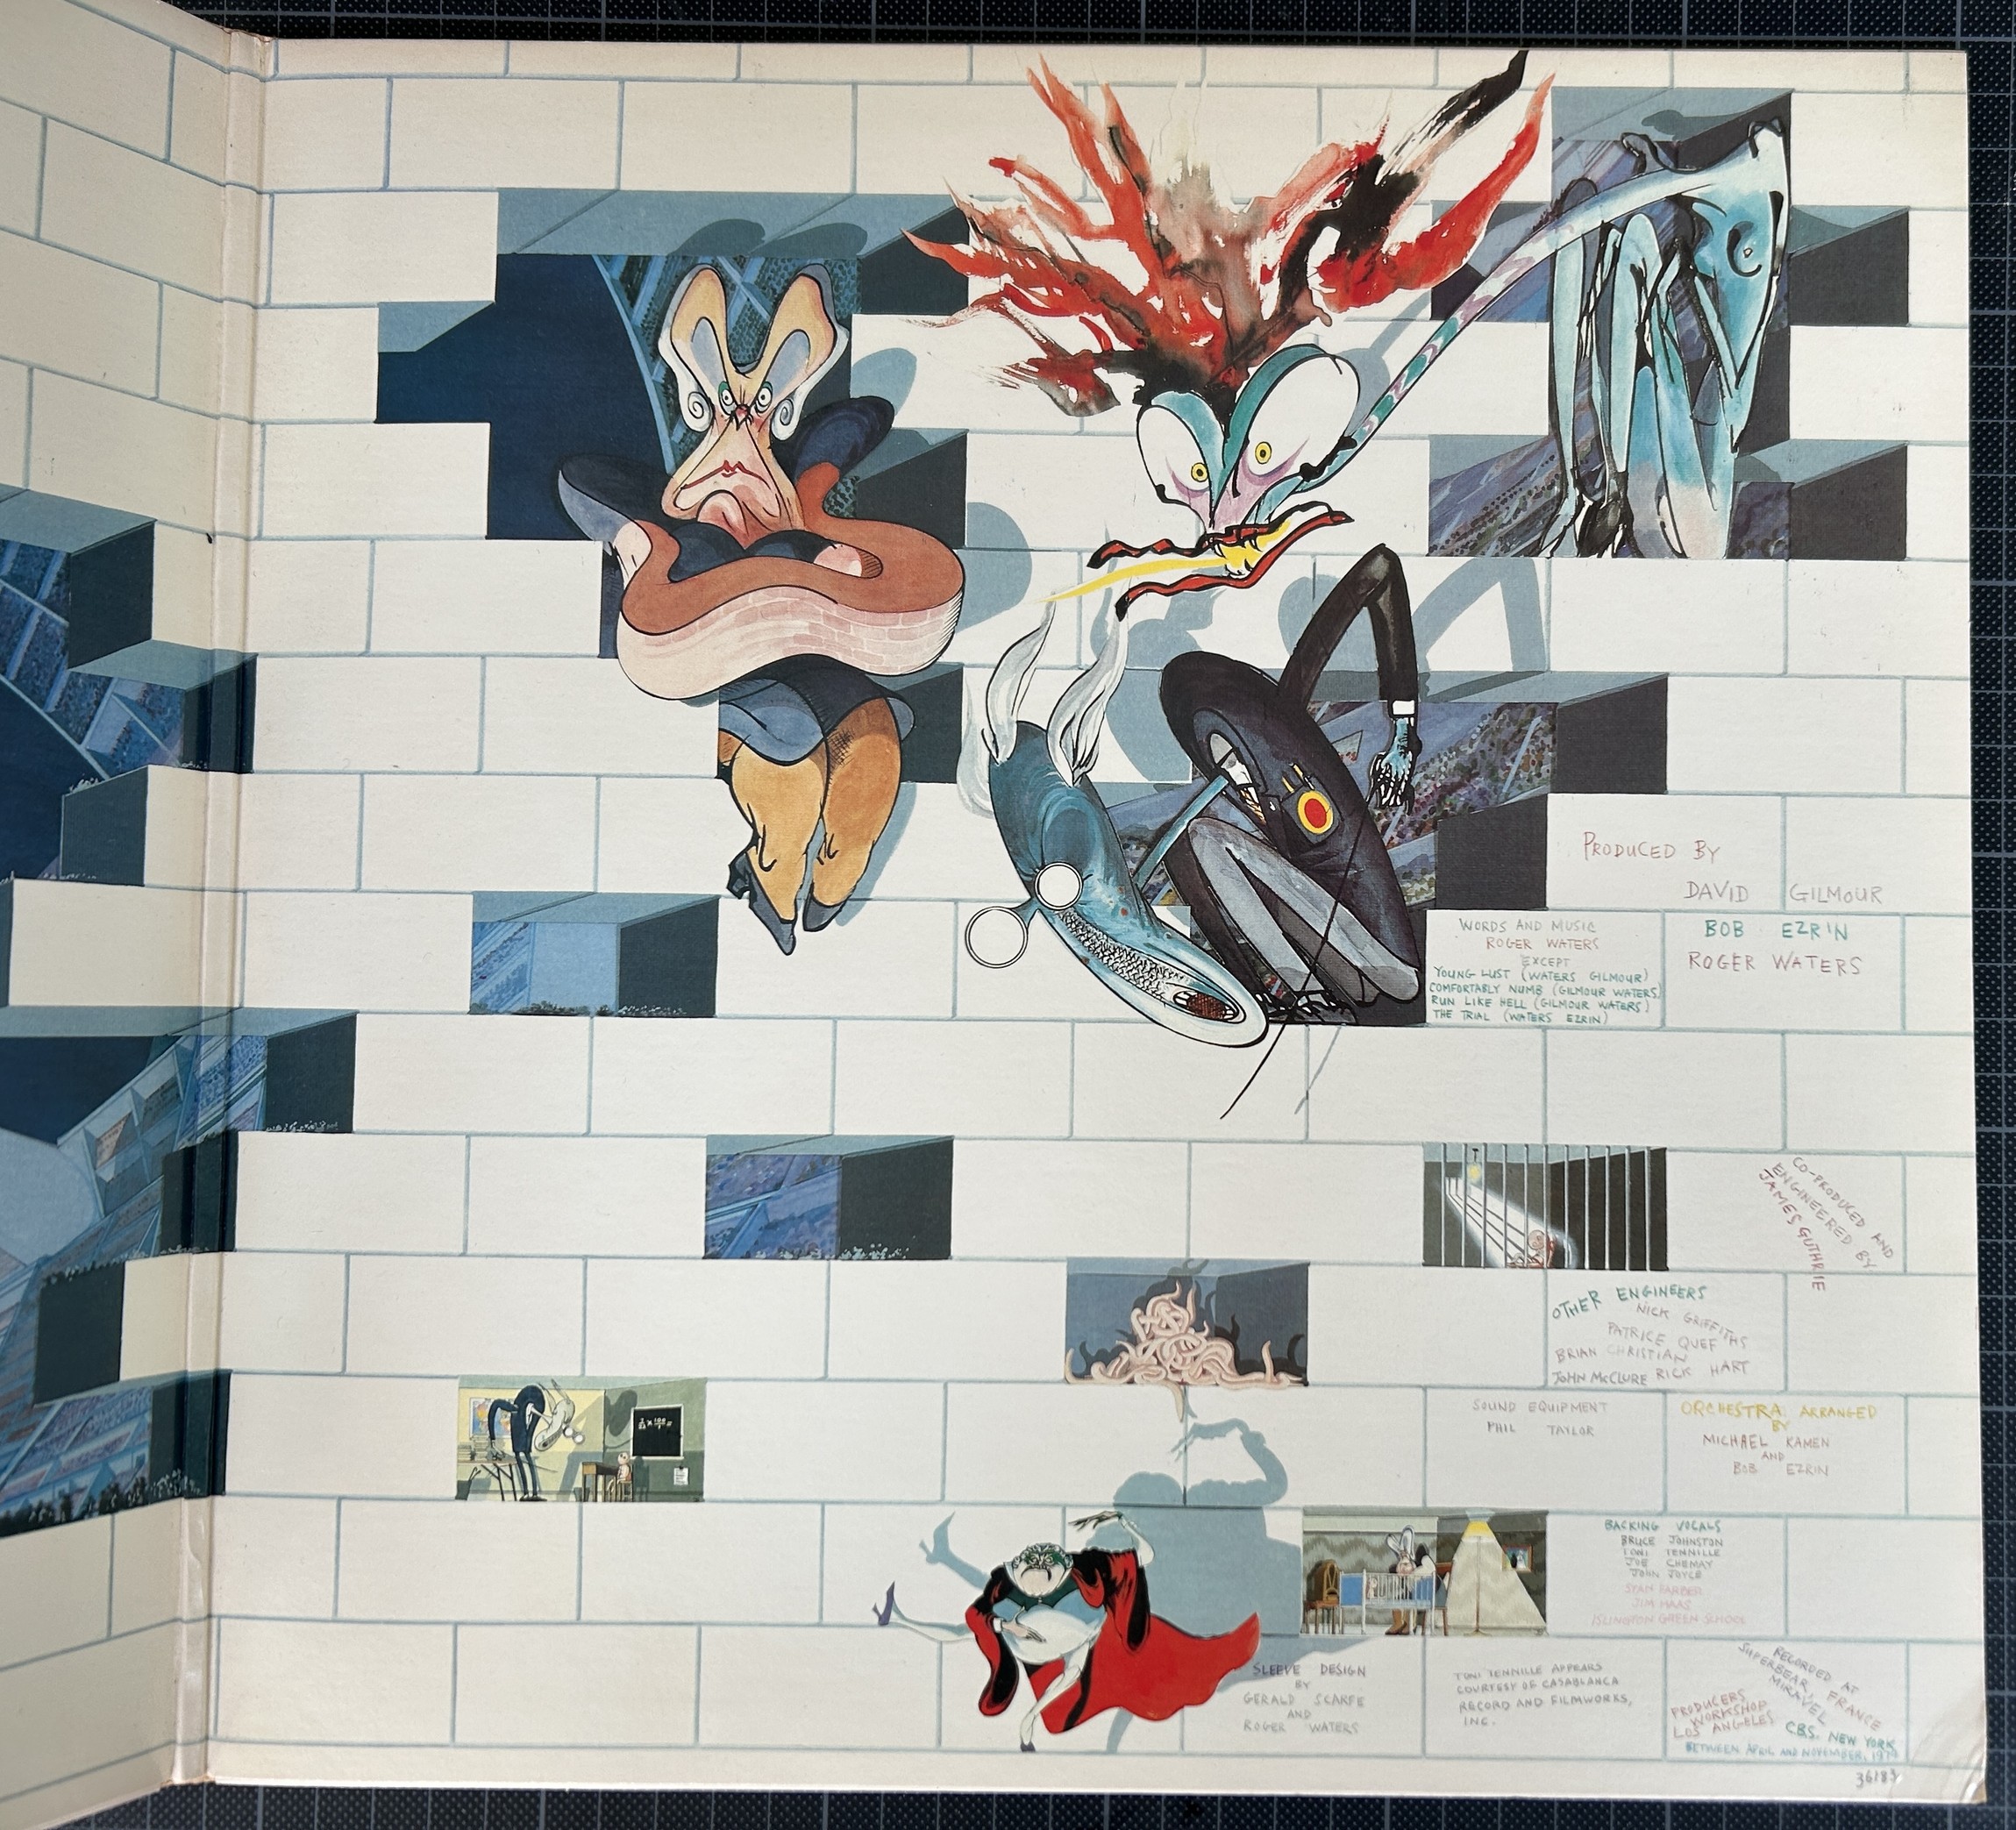 PRODUCED BY
DAVID GILMOUR
BOB EZRIN
ROGER WATERS
WORDS AND MUSIC
ROGER WATERS
EXCEPT
YOUNG LUST (WATERS GILMOUR)
COMFORTABLY NUMB (GILMOUR WATERS)
RUN LIKE HELL (GILMOUR WATERS)
THE TRIAL (WATERS EZRIN)
CO-PRODUCED AND
ENGINEERED BY
JAMES GUTHRIE
OTHER ENGINEERS
NICK GRIFFITHS
PATRICE QUEF
BRIAN CHRISTIAN
JOHN McCLURE RICK HART
SOUND EQUIPMENT
PHIL TAYLOR
ORCHESTRA ARRANGED
BY
MICHAEL KAMEN
AND
BOB EZRIN
BACKING VOCALS
BRUCE JOHNSTON
TONI TENNILLE
JOE CHEMAY
JOHN JOYCE
STAN FARBER
JIM HAAS
ISLINGTON GREEN SCHOOL
SLEEVE DESIGN
BY
GERALD SCARFE
AND
ROGER WATERS
TONI TENNILLE APPEARS
COURTESY OF CASABLANCA
RECORD AND FILMWORKS,
INC.
RECORDED AT
SUPERBEAR, FRANCE
MIRAVEL
PRODUCERS
WORKSHOP
LOS ANGELES
CBS. NEW YORK
BETWEEN APRIL AND NOVEMBER, 1979
36183